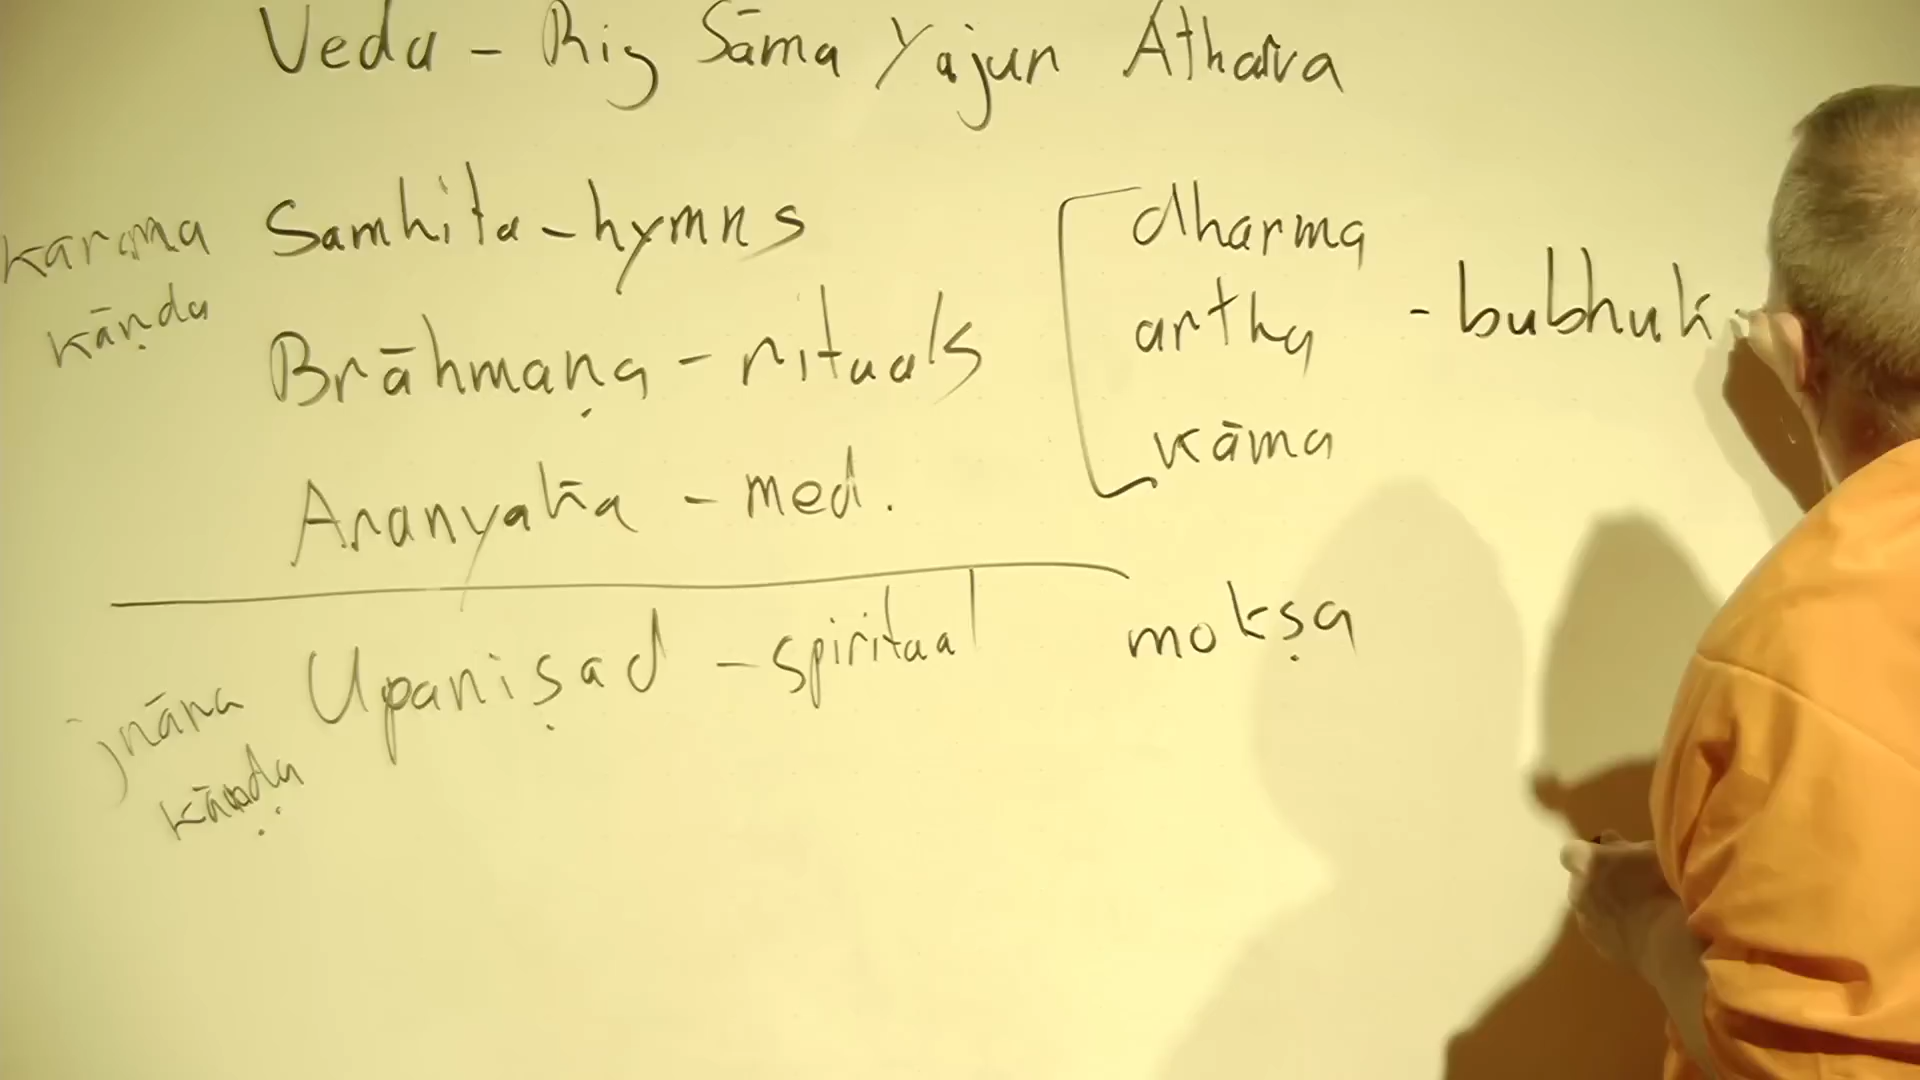 Veda - Rig Sāma Yajur Atharva
karma Samhita - hymns dharma
kāṇḍa Brāhmaṇa - rituals artha - bubhuk
Aranyaka - med. kāma
Upaniṣad - spiritual mokṣa
jnāna
kāṇḍa